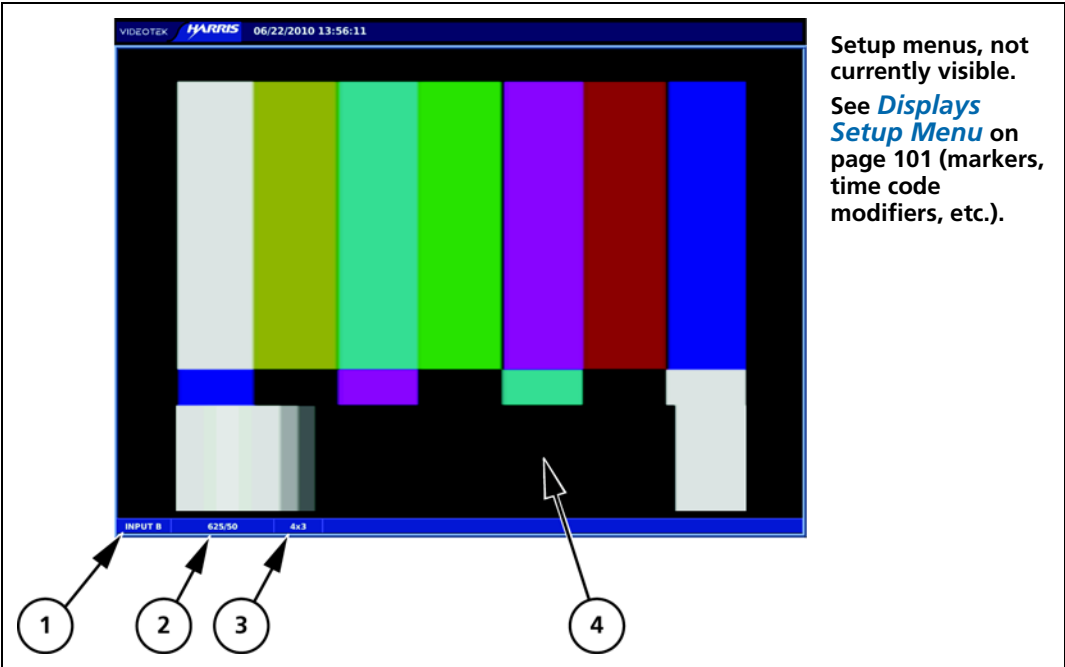 VIDEOTEK HARRIS 06/22/2010 13:56:11
Setup menus, not
currently visible.
See Displays
Setup Menu on
page 101 (markers,
time code
modifiers, etc.).
INPUT B 625/50 4x3
1 2 3 4